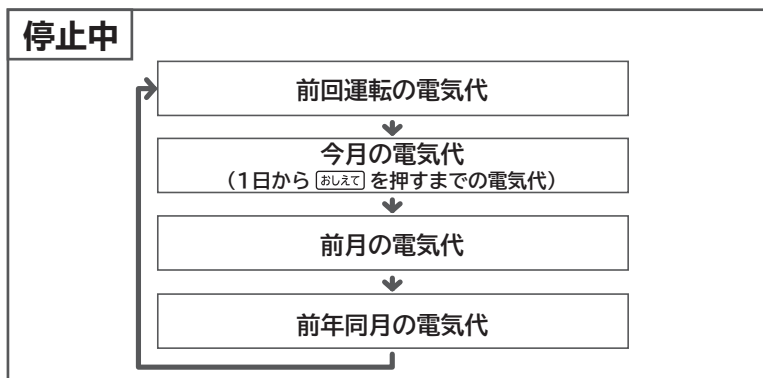 停止中
前回運転の電気代
今月の電気代
（1日から おしえて を押すまでの電気代）
前月の電気代
前年同月の電気代